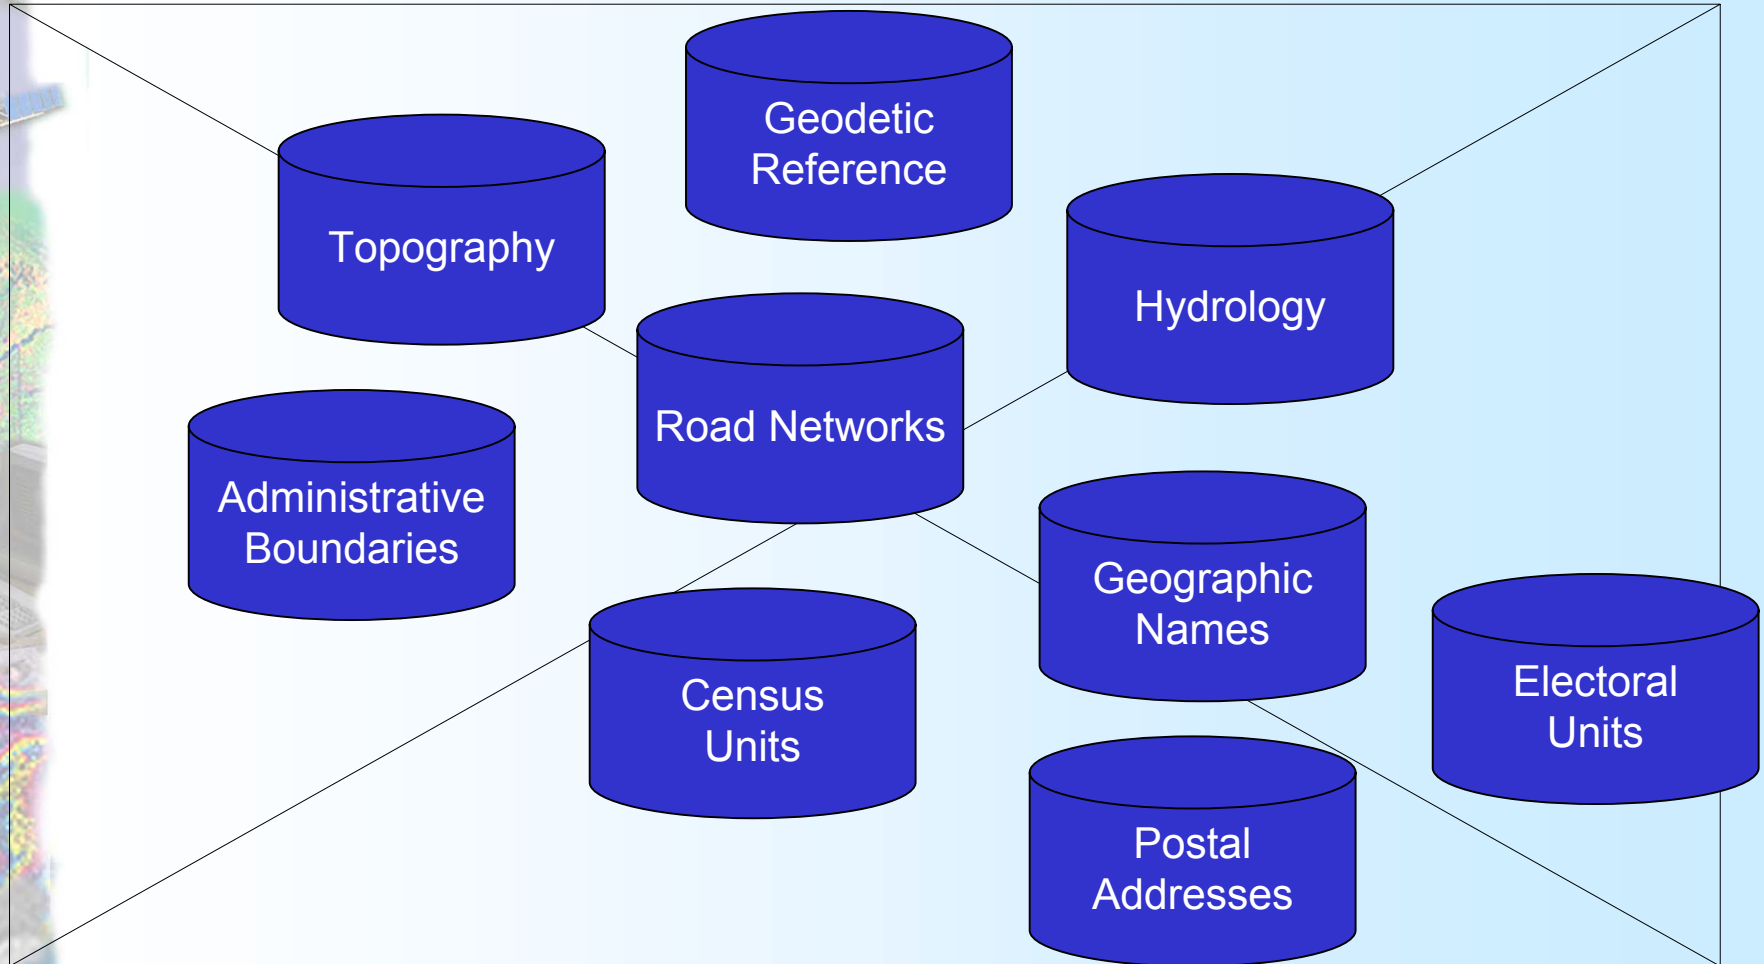 Geodetic
Reference
Topography
Hydrology
Road Networks
Administrative
Boundaries
Geographic
Names
Census
Units
Electoral
Units
Postal
Addresses